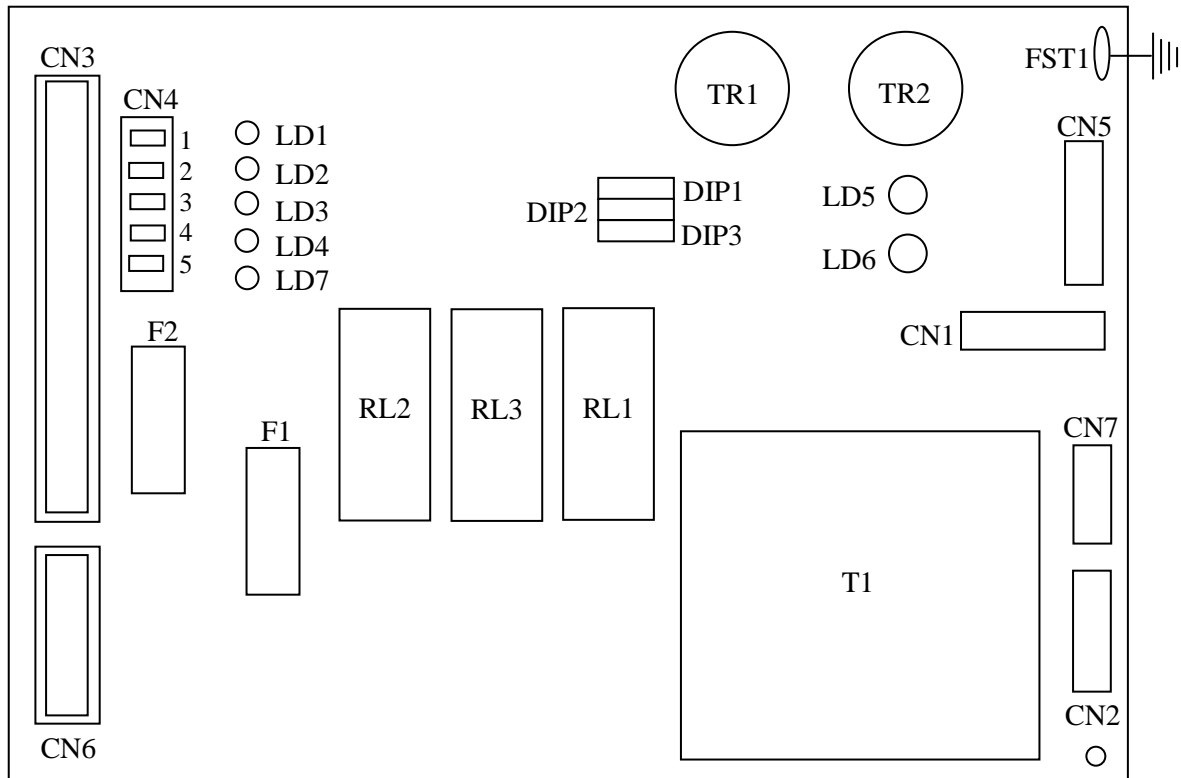 CN3
CN4
1
2
3
4
5
LD1
LD2
LD3
LD4
LD7
TR1
TR2
FST1
CN5
DIP1
DIP2
DIP3
LD5
LD6
CN1
F2
F1
RL2
RL3
RL1
CN7
T1
CN2
CN6